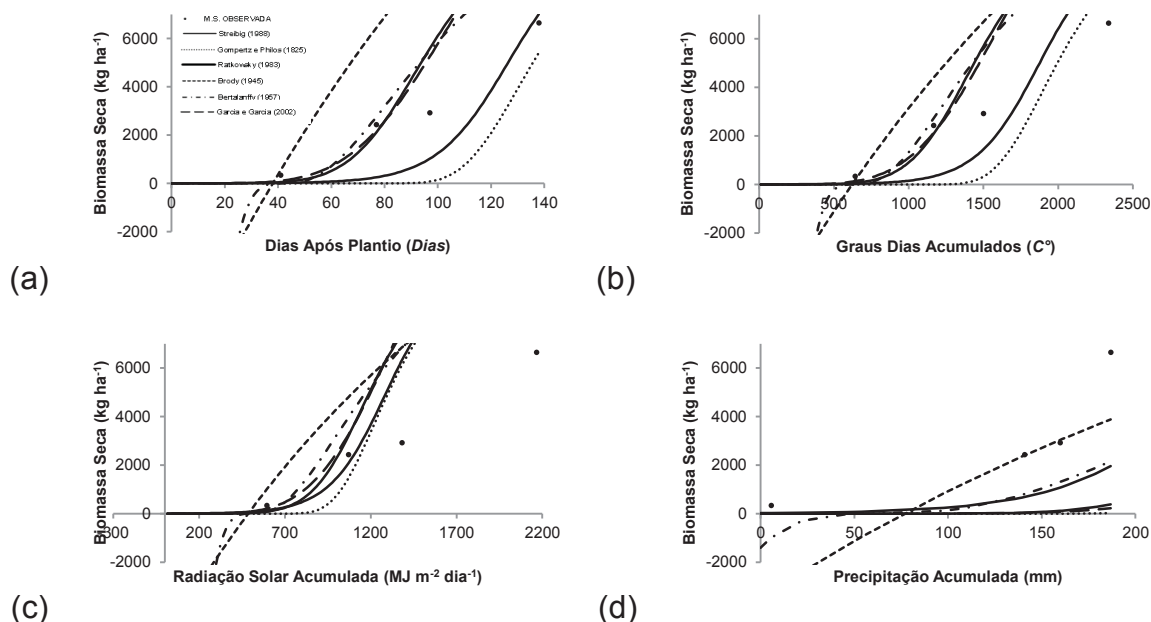 6000
4000
2000
0
-2000
Biomassa Seca (kg ha⁻¹)
M.S. OBSERVADA
Streibig (1988)
Gompertz e Philos (1825)
Ratkovsky (1983)
Brody (1945)
Bertalanffy (1957)
Garcia e Garcia (2002)
0 20 40 60 80 100 120 140
Dias Após Plantio (Dias)
(a)
6000
4000
2000
0
-2000
Biomassa Seca (kg ha⁻¹)
0 500 1000 1500 2000 2500
Graus Dias Acumulados (C°)
(b)
6000
4000
2000
0
-2000
Biomassa Seca (kg ha⁻¹)
-300 200 700 1200 1700 2200
Radiação Solar Acumulada (MJ m⁻² dia⁻¹)
(c)
6000
4000
2000
0
-2000
Biomassa Seca (kg ha⁻¹)
0 50 100 150 200
Precipitação Acumulada (mm)
(d)